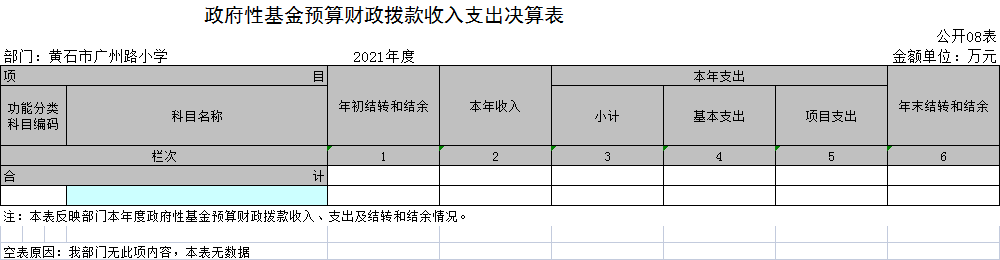 政府性基金预算财政拨款收入支出决算表
公开08表
部门：黄石市广州路小学 2021年度 金额单位：万元
项 目 年初结转和结余 本年收入 本年支出 年末结转和结余
功能分类科目编码 科目名称 小计 基本支出 项目支出
栏次 1 2 3 4 5 6
合 计
注：本表反映部门本年度政府性基金预算财政拨款收入、支出及结转和结余情况。
空表原因：我部门无此项内容，本表无数据